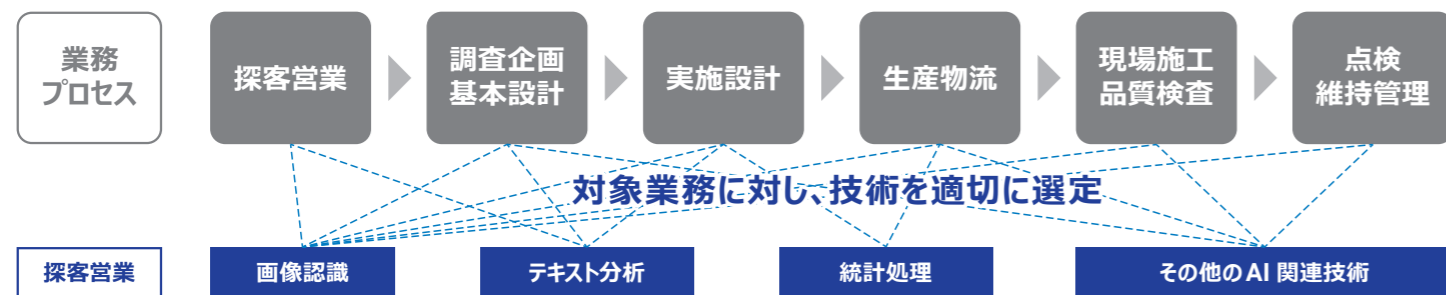 業務
プロセス
探客営業
調査企画
基本設計
実施設計
生産物流
現場施工
品質検査
点検
維持管理
対象業務に対し、技術を適切に選定
探客営業
画像認識
テキスト分析
統計処理
その他のAI関連技術